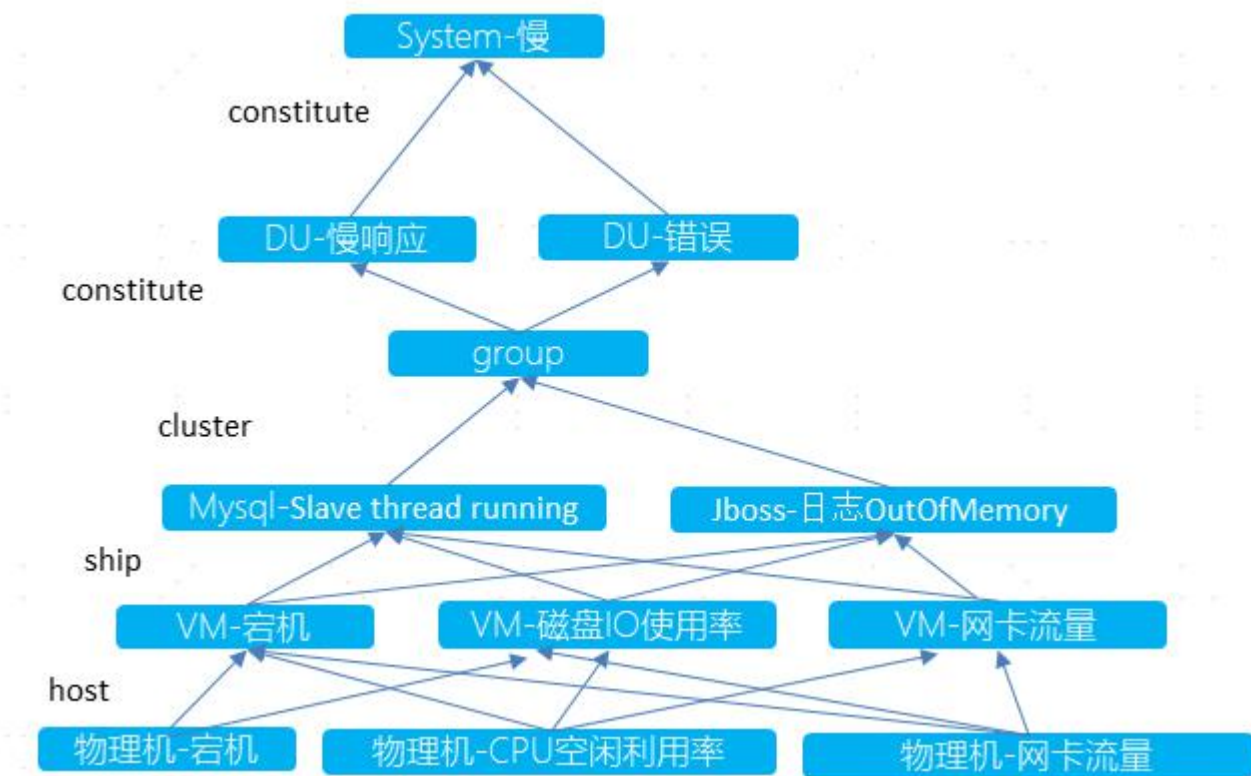 System-慢
constitute
DU-慢响应
DU-错误
constitute
group
cluster
Mysql-Slave thread running
Jboss-日志OutOfMemory
ship
VM-宕机
VM-磁盘IO使用率
VM-网卡流量
host
物理机-宕机
物理机-CPU空闲利用率
物理机-网卡流量